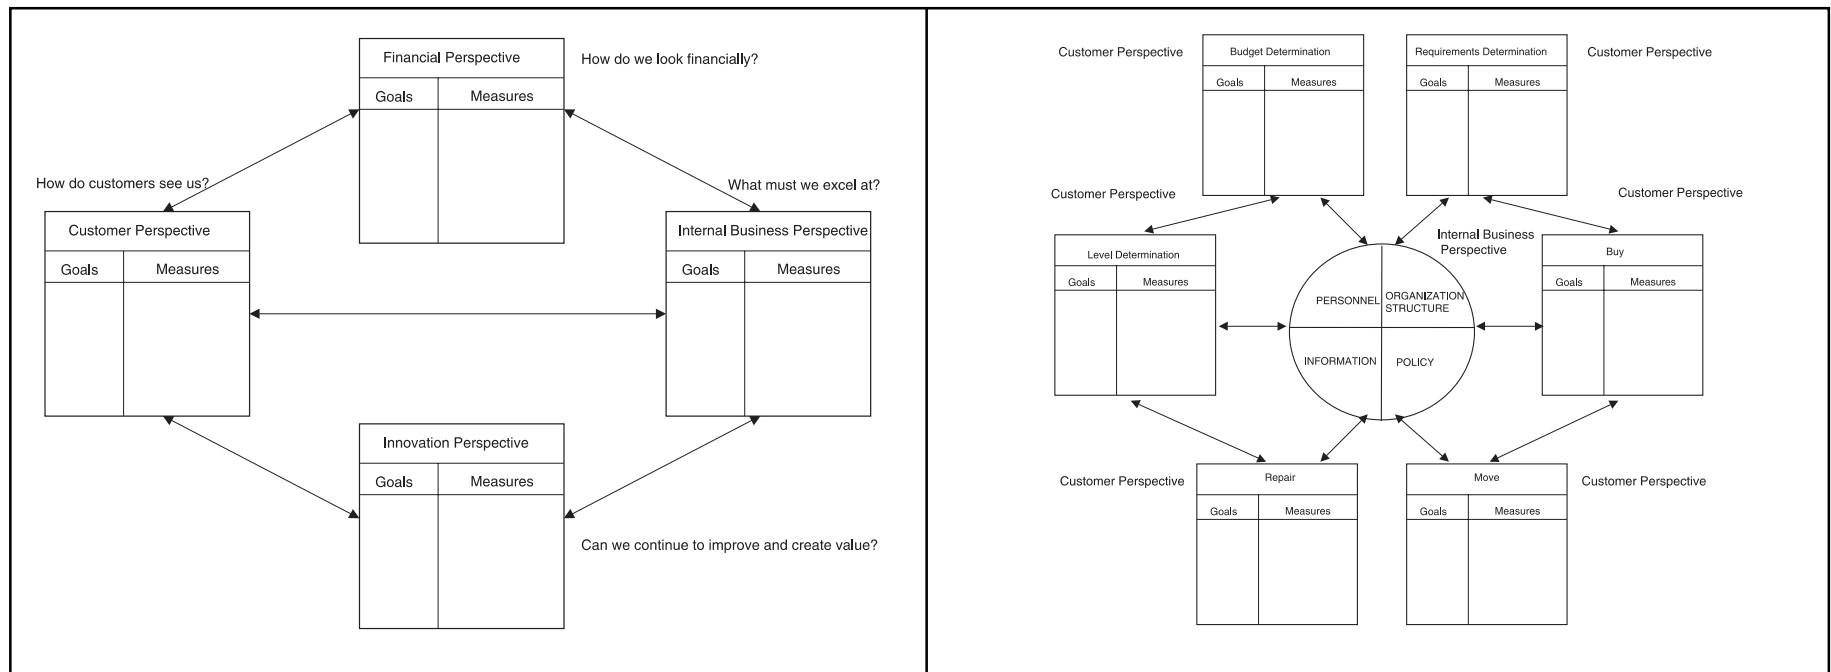 Financial Perspective
How do we look financially?
Goals Measures
How do customers see us?
What must we excel at?
Customer Perspective
Goals Measures
Internal Business Perspective
Goals Measures
Innovation Perspective
Goals Measures
Can we continue to improve and create value?
Customer Perspective
Budget Determination
Goals Measures
Requirements Determination
Goals Measures
Customer Perspective
Customer Perspective
Customer Perspective
Level Determination
Goals Measures
Internal Business
Perspective
Buy
Goals Measures
PERSONNEL
ORGANIZATION
STRUCTURE
INFORMATION
POLICY
Customer Perspective
Repair
Goals Measures
Move
Goals Measures
Customer Perspective